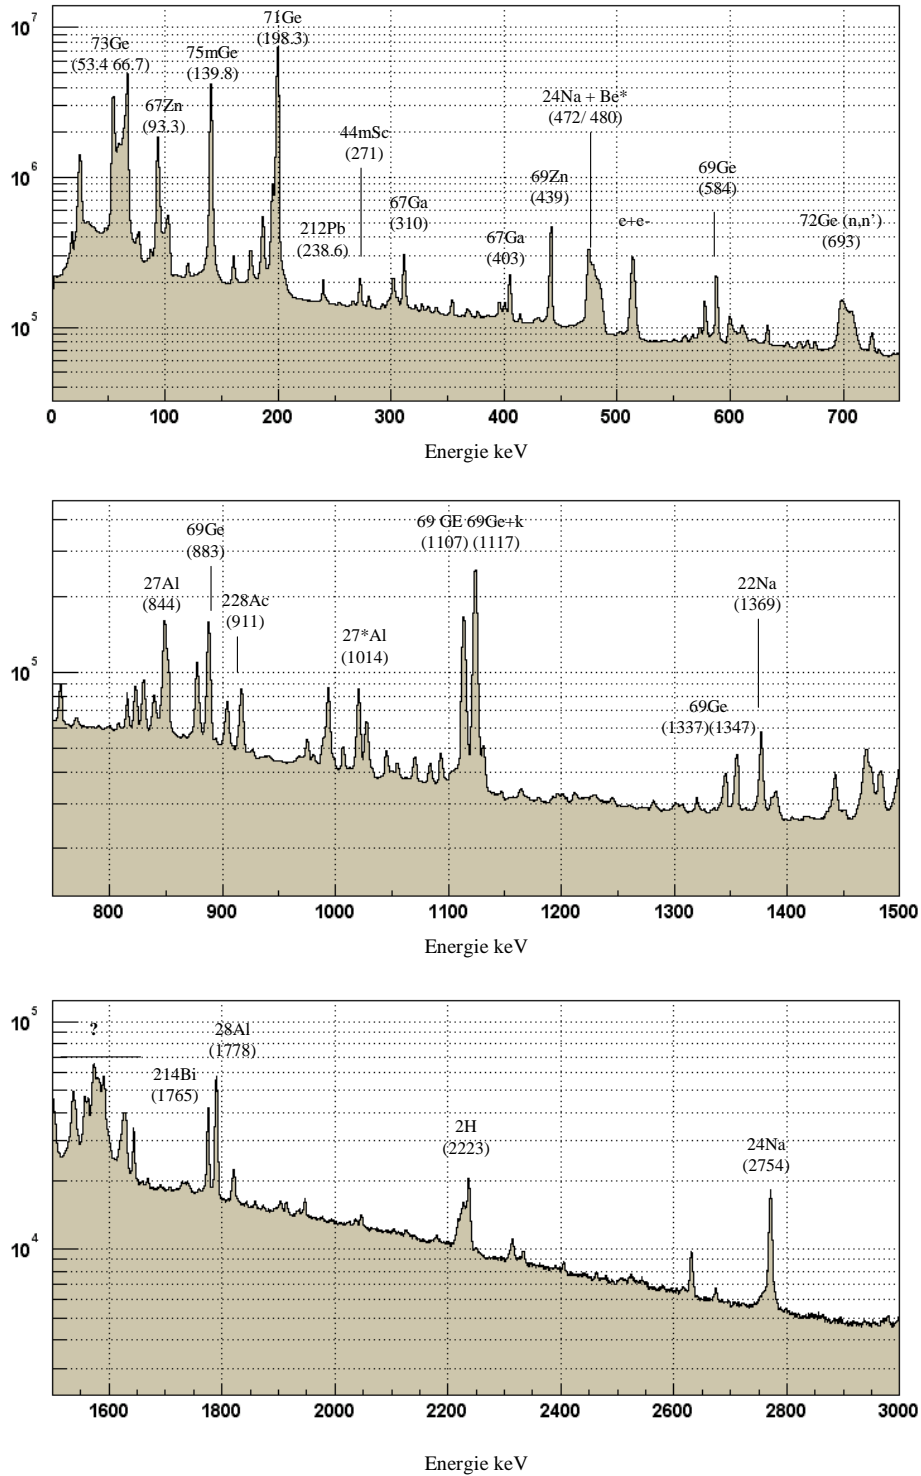 10^7
71Ge
(198.3)
73Ge
(53.4 66.7)
75mGe
(139.8)
67Zn
(93.3)
24Na + Be*
(472/ 480)
44mSc
(271)
10^6
69Zn
(439)
69Ge
(584)
67Ga
(310)
212Pb
(238.6)
67Ga
(403)
e+e-
72Ge (n,n’)
(693)
10^5
0 100 200 300 400 500 600 700
Energie keV
69 GE 69Ge+k
(1107) (1117)
69Ge
(883)
27Al
(844)
228Ac
(911)
22Na
(1369)
27*Al
(1014)
10^5
69Ge
(1337)(1347)
800 900 1000 1100 1200 1300 1400 1500
Energie keV
10^5
?
28Al
(1778)
214Bi
(1765)
2H
(2223)
24Na
(2754)
10^4
1600 1800 2000 2200 2400 2600 2800 3000
Energie keV